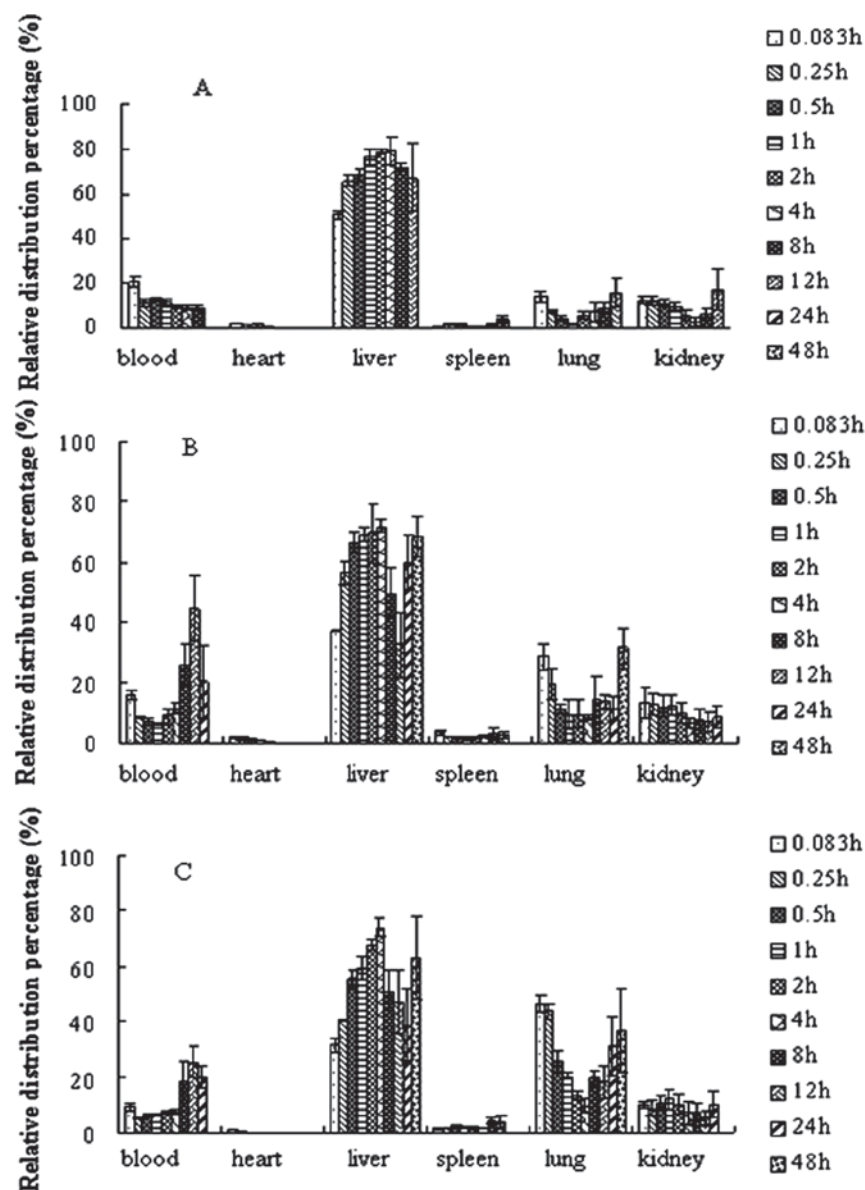 Relative distribution percentage (%)
A
100
80
60
40
20
0
blood heart liver spleen lung kidney
0.083h
0.25h
0.5h
1h
2h
4h
8h
12h
24h
48h
Relative distribution percentage (%)
B
100
80
60
40
20
0
blood heart liver spleen lung kidney
0.083h
0.25h
0.5h
1h
2h
4h
8h
12h
24h
48h
Relative distribution percentage (%)
C
100
80
60
40
20
0
blood heart liver spleen lung kidney
0.083h
0.25h
0.5h
1h
2h
4h
8h
12h
24h
48h